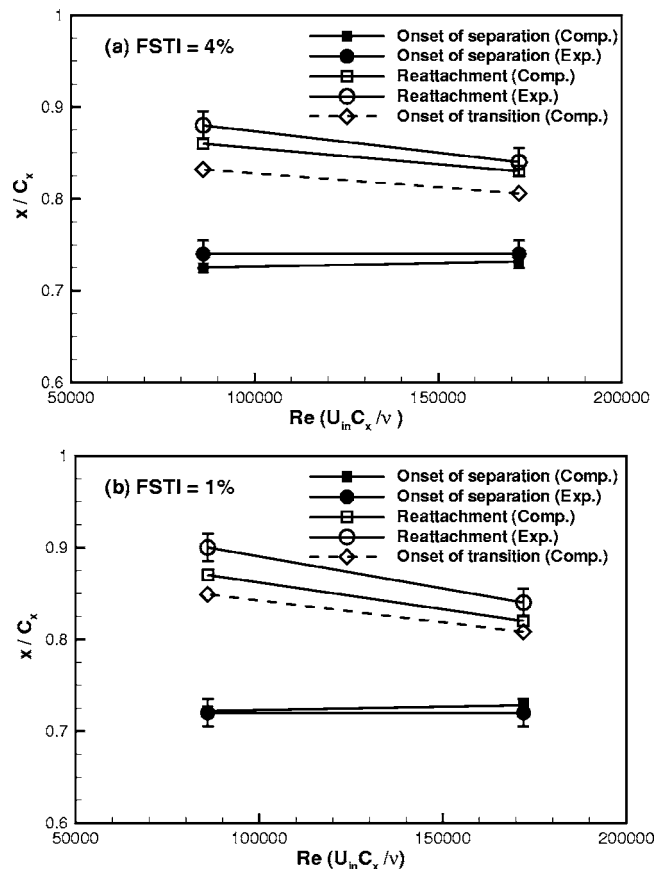 (a) FSTI = 4%
Onset of separation (Comp.)
Onset of separation (Exp.)
Reattachment (Comp.)
Reattachment (Exp.)
Onset of transition (Comp.)
1
0.9
0.8
0.7
0.6
x / Cₓ
50000 100000 150000 200000
Re (UᵢₙCₓ/ν)
(b) FSTI = 1%
Onset of separation (Comp.)
Onset of separation (Exp.)
Reattachment (Comp.)
Reattachment (Exp.)
Onset of transition (Comp.)
1
0.9
0.8
0.7
0.6
x / Cₓ
50000 100000 150000 200000
Re (UᵢₙCₓ/ν)